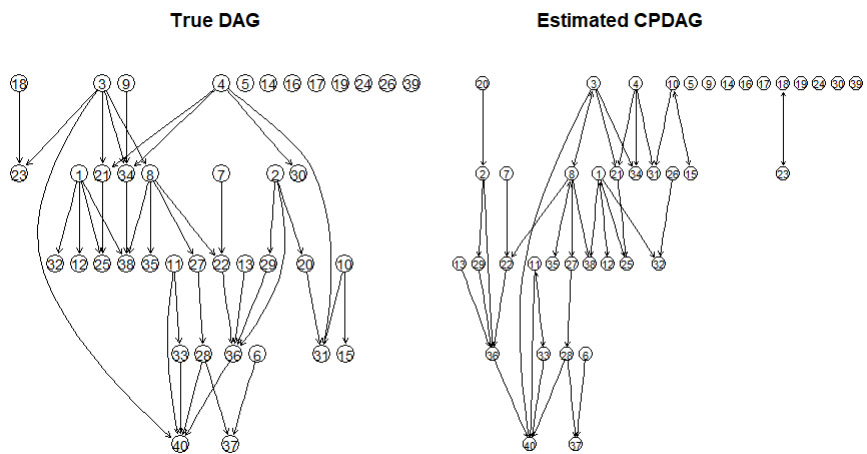 True DAG
Estimated CPDAG
18 3 9 4 5 14 16 17 19 24 26 39
23 1 21 34 8 7 2 30
32 12 25 38 35 11 27 22 13 29 20 10
33 28 36 6 31 15
40 37
20 3 4 10 5 9 14 16 17 18 19 24 30 39
2 7 8 1 21 34 31 26 15 23
13 29 22 11 35 27 38 12 25 32
36 33 28 6
40 37